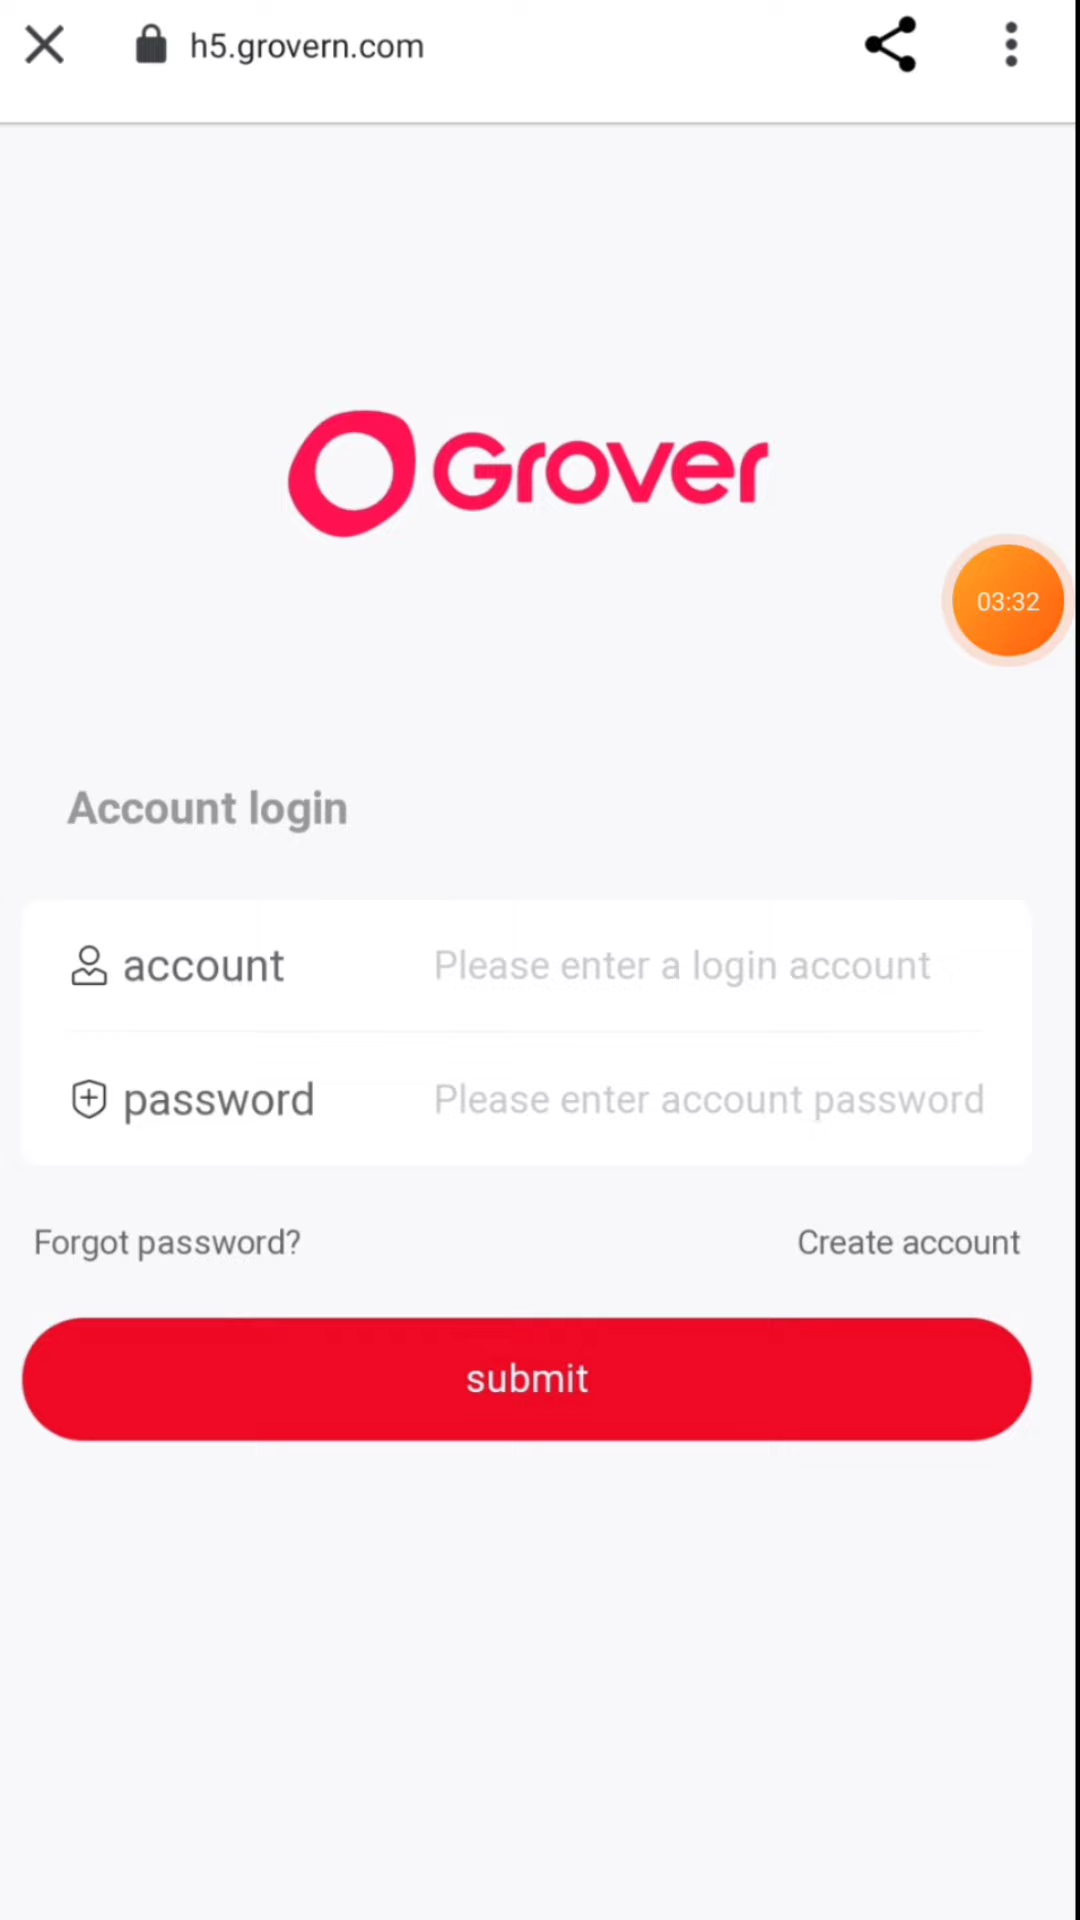 h5.grovern.com
Grover
03:32
Account login
account Please enter a login account
password Please enter account password
Forgot password? Create account
submit